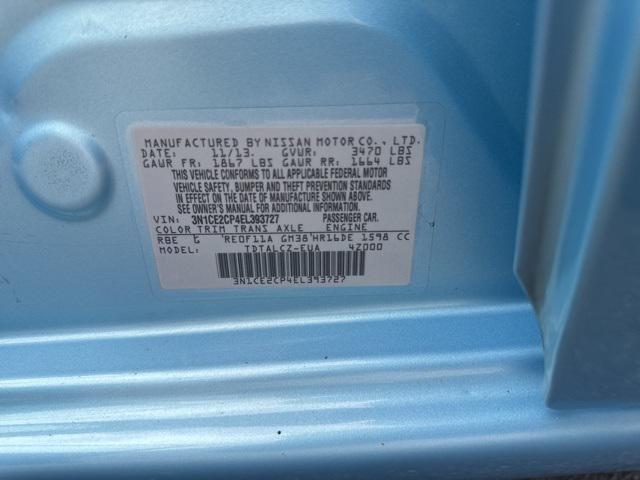 MANUFACTURED BY NISSAN MOTOR CO., LTD.
DATE: 11/13. GVWR: 3470 LBS
GAWR FR: 1867 LBS GAWR RR: 1664 LBS
THIS VEHICLE CONFORMS TO ALL APPLICABLE FEDERAL MOTOR
VEHICLE SAFETY, BUMPER AND THEFT PREVENTION STANDARDS
IN EFFECT ON THE DATE OF MANUFACTURE SHOWN ABOVE.
SEE OWNER'S MANUAL FOR ADDITIONAL INFORMATION.
VIN: 3N1CE2CP4EL393727 PASSENGER CAR.
COLOR TRIM TRANS AXLE ENGINE
RBE G RE0F11A GM38 HR16DE 1598 CC
MODEL: TDTALCZ-EUA 4Z000
3N1CE2CP4EL393727